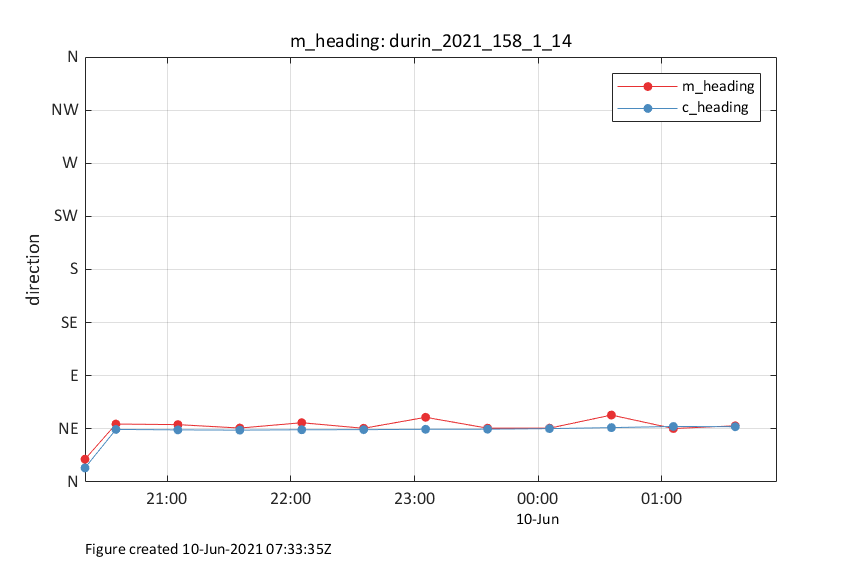 m_heading: durin_2021_158_1_14
N
NW
W
SW
S
SE
E
NE
N
direction
m_heading
c_heading
21:00 22:00 23:00 00:00 01:00
10-Jun
Figure created 10-Jun-2021 07:33:35Z